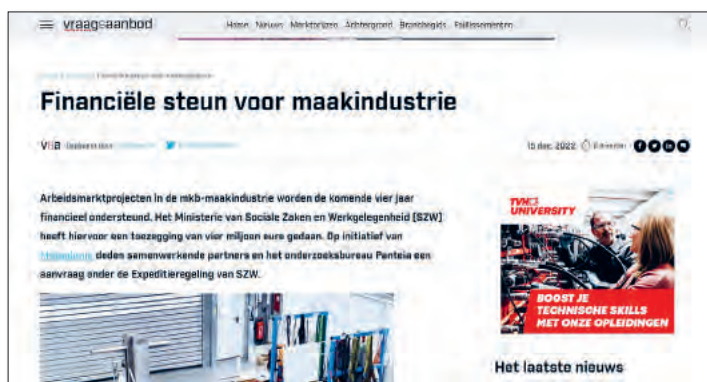 vraag&aanbod
Home Nieuws Marktprijzen Achtergrond Branchegids Faillissementen
Financiële steun voor maakindustrie
15 dec. 2022
Arbeidsmarktprojecten in de mkb-maakindustrie worden de komende vier jaar
financieel ondersteund. Het Ministerie van Sociale Zaken en Werkgelegenheid (SZW)
heeft hiervoor een toezegging van vier miljoen euro gedaan. Op initiatief van
deden samenwerkende partners en het onderzoeksbureau Panteia een
aanvraag onder de Expeditieregeling van SZW.
TVH
UNIVERSITY
BOOST JE
TECHNISCHE SKILLS
MET ONZE OPLEIDINGEN
Het laatste nieuws